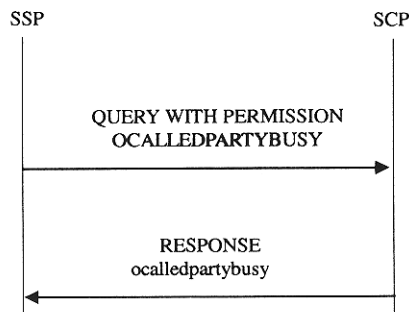 SSP
SCP
QUERY WITH PERMISSION
OCALLEDPARTYBUSY
RESPONSE
ocalledpartybusy